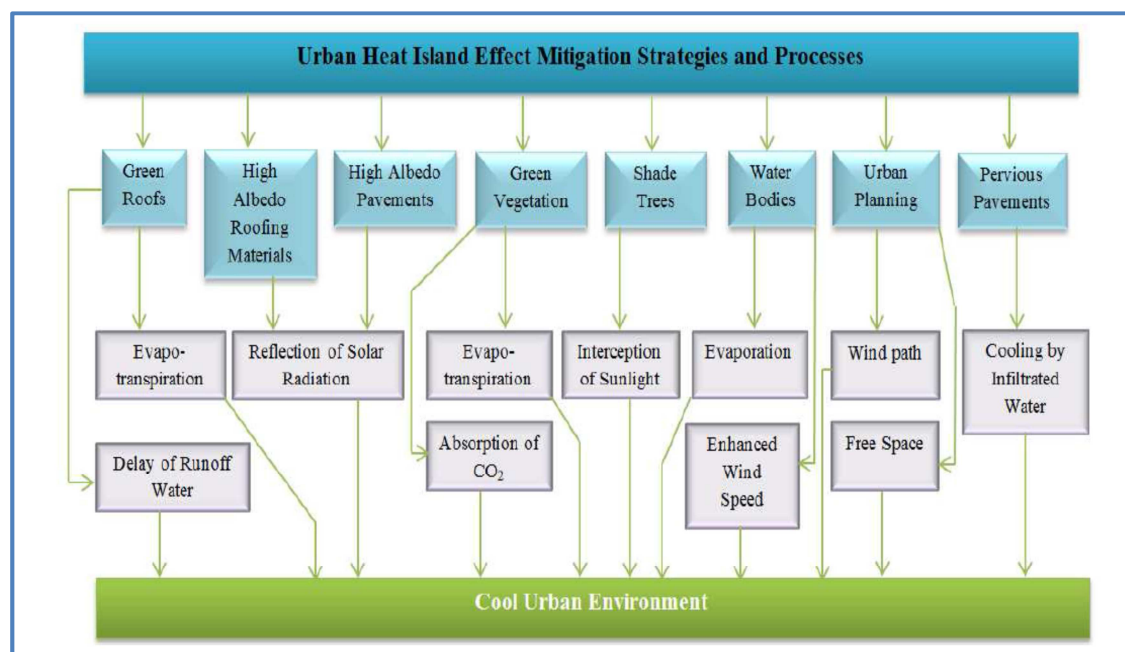 Urban Heat Island Effect Mitigation Strategies and Processes
Green
Roofs
High
Albedo
Roofing
Materials
High Albedo
Pavements
Green
Vegetation
Shade
Trees
Water
Bodies
Urban
Planning
Pervious
Pavements
Evapo-
transpiration
Reflection of Solar
Radiation
Evapo-
transpiration
Interception
of Sunlight
Evaporation
Wind path
Cooling by
Infiltrated
Water
Delay of Runoff
Water
Absorption of
CO₂
Enhanced
Wind
Speed
Free Space
Cool Urban Environment